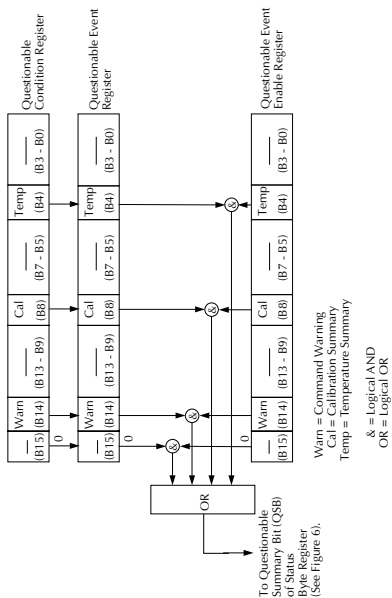 Questionable
Condition Register
— (B15) Warn (B14) — (B13 - B9) Cal (B8) — (B7 - B5) Temp (B4) — (B3 - B0)
0
Questionable Event
Register
— (B15) Warn (B14) — (B13 - B9) Cal (B8) — (B7 - B5) Temp (B4) — (B3 - B0)
0
& & & &
OR
0
Questionable Event
Enable Register
— (B15) Warn (B14) — (B13 - B9) Cal (B8) — (B7 - B5) Temp (B4) — (B3 - B0)
To Questionable
Summary Bit (QSB)
of Status
Byte Register
(See Figure 6).
Warn = Command Warning
Cal = Calibration Summary
Temp = Temperature Summary
& = Logical AND
OR = Logical OR